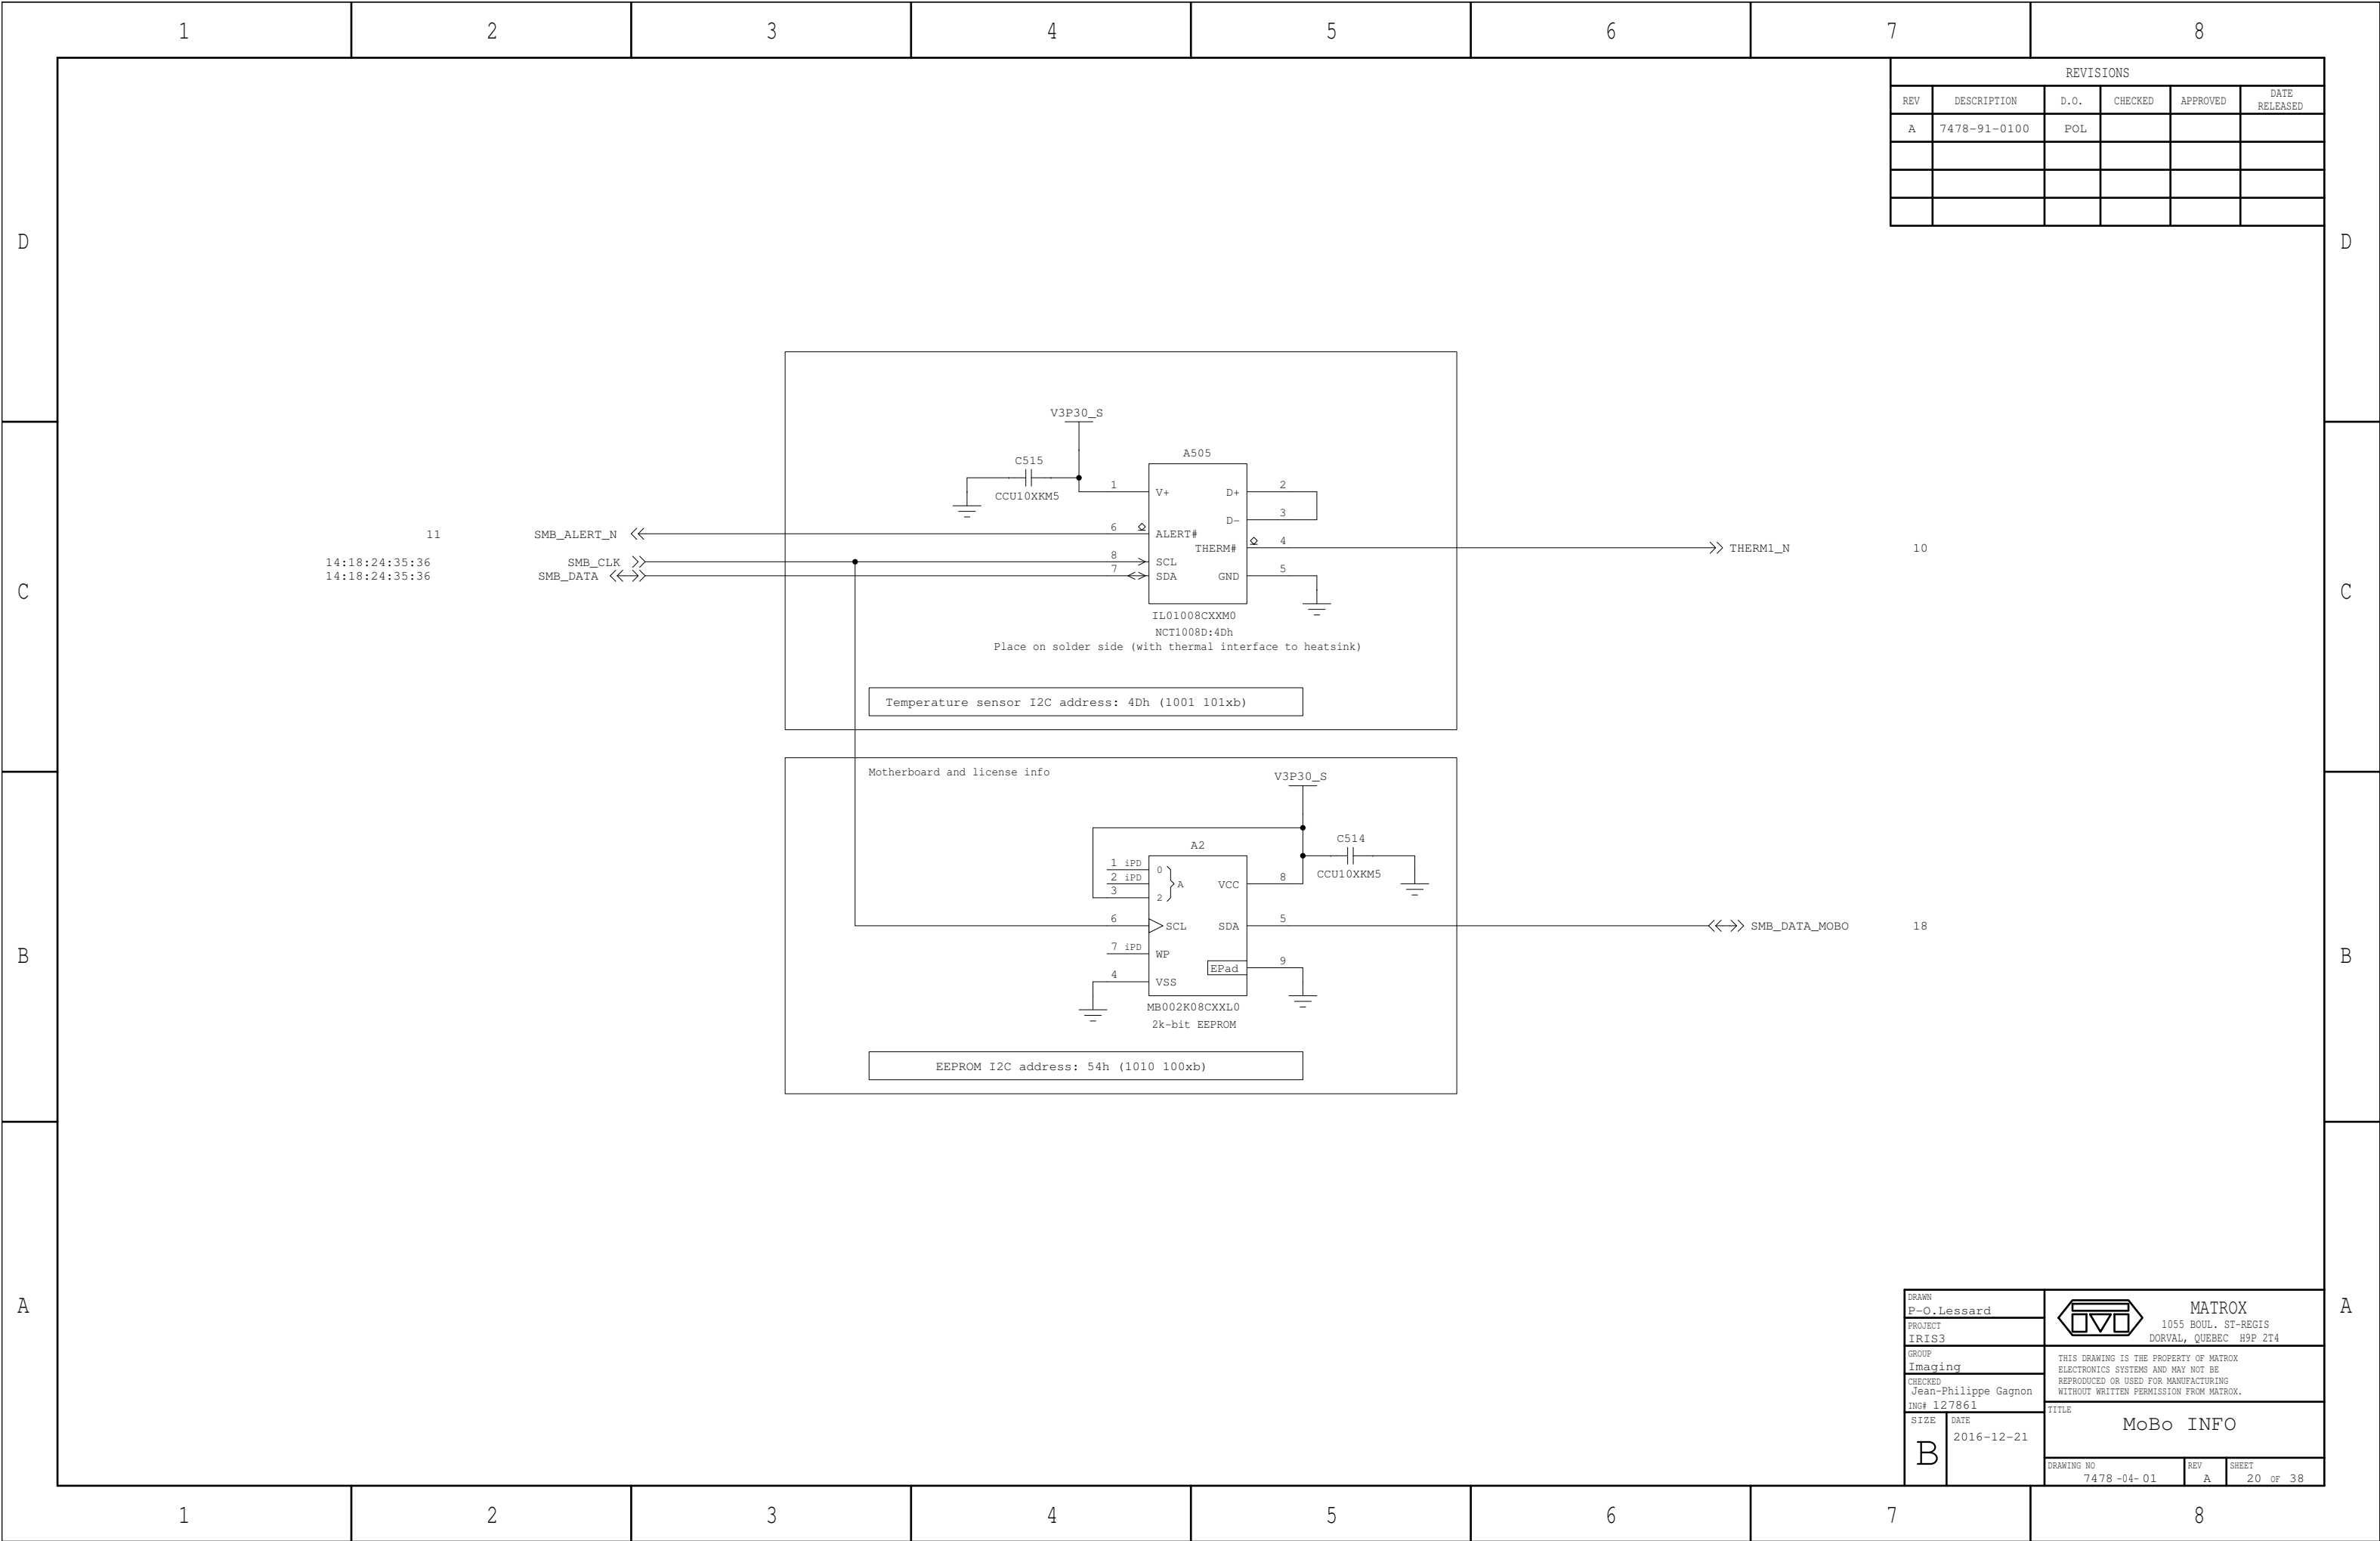 1 2 3 4 5 6 7 8
REVISIONS
REV DESCRIPTION D.O. CHECKED APPROVED DATE RELEASED
A 7478-91-0100 POL
D D
V3P30_S
C515
CCU10XKM5
A505
1 V+ D+ 2
D- 3
11 SMB_ALERT_N 6 ALERT#
THERM# 4 THERM1_N 10
14:18:24:35:36 SMB_CLK 8 SCL
14:18:24:35:36 SMB_DATA 7 SDA GND 5
C C
IL01008CXXM0
NCT1008D:4Dh
Place on solder side (with thermal interface to heatsink)
Temperature sensor I2C address: 4Dh (1001 101xb)
Motherboard and license info
V3P30_S
C514
CCU10XKM5
A2
1 iPD 0
2 iPD A VCC 8
3 2
6 SCL SDA 5 SMB_DATA_MOBO 18
7 iPD WP
EPad 9
4 VSS
B B
MB002K08CXXL0
2k-bit EEPROM
EEPROM I2C address: 54h (1010 100xb)
A A
DRAWN
P-O.Lessard
PROJECT
IRIS3
GROUP
Imaging
CHECKED
Jean-Philippe Gagnon
ING# 127861
SIZE
B
DATE
2016-12-21
MATROX
1055 BOUL. ST-REGIS
DORVAL, QUEBEC H9P 2T4
THIS DRAWING IS THE PROPERTY OF MATROX
ELECTRONICS SYSTEMS AND MAY NOT BE
REPRODUCED OR USED FOR MANUFACTURING
WITHOUT WRITTEN PERMISSION FROM MATROX.
TITLE
MoBo INFO
DRAWING NO
7478 -04- 01
REV
A
SHEET
20 OF 38
1 2 3 4 5 6 7 8